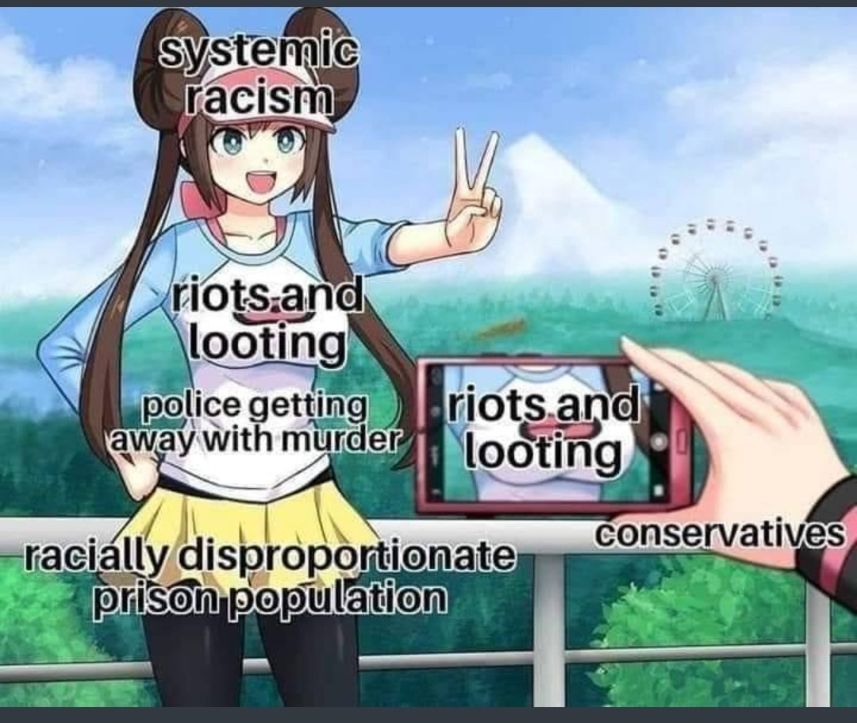 systemic
racism
riots and
looting
police getting
away with murder
riots and
looting
conservatives
racially disproportionate
prison population